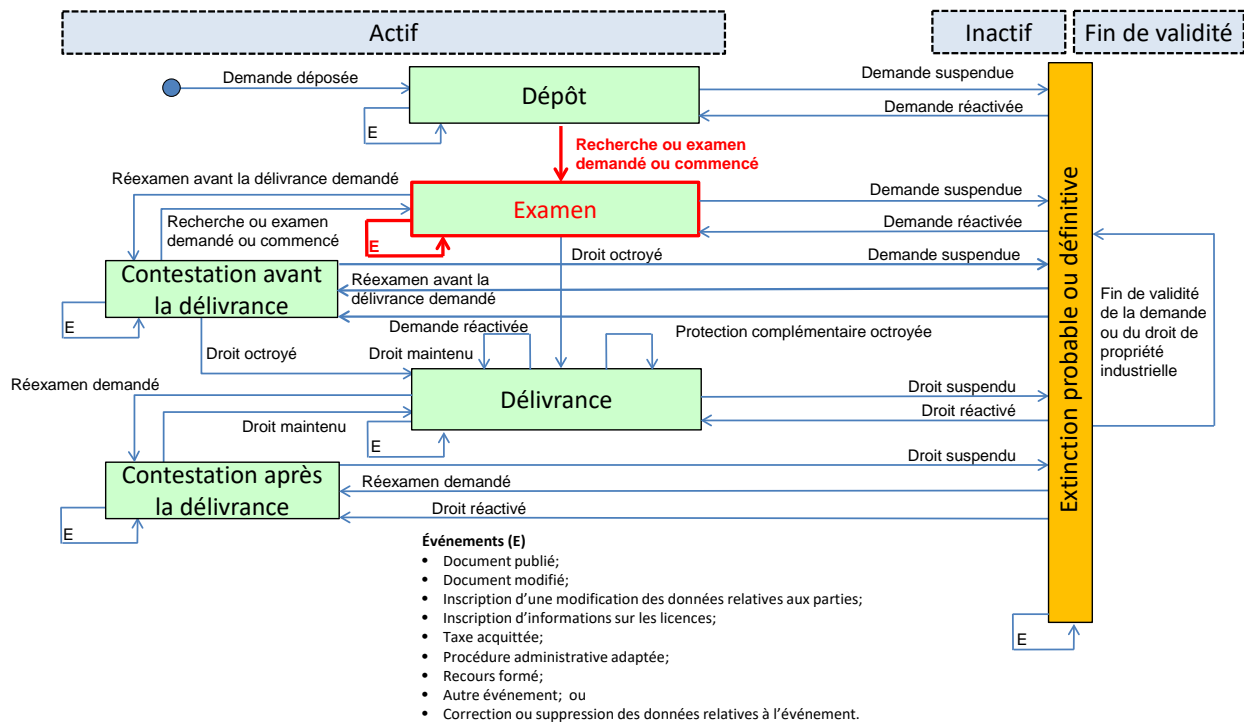 Actif
Inactif
Fin de validité
Demande déposée
Dépôt
Demande suspendue
Demande réactivée
E
Recherche ou examen
demandé ou commencé
Réexamen avant la délivrance demandé
Examen
Demande suspendue
Demande réactivée
Recherche ou examen
demandé ou commencé
E
Droit octroyé
Demande suspendue
Contestation avant
la délivrance
Réexamen avant la
délivrance demandé
E
Demande réactivée
Protection complémentaire octroyée
Droit octroyé
Droit maintenu
Fin de validité
de la demande
ou du droit de
propriété
industrielle
Extinction probable ou définitive
Réexamen demandé
Délivrance
Droit suspendu
Droit réactivé
Droit maintenu
E
Contestation après
la délivrance
Droit suspendu
Réexamen demandé
Droit réactivé
E
Événements (E)
• Document publié;
• Document modifié;
• Inscription d’une modification des données relatives aux parties;
• Inscription d’informations sur les licences;
• Taxe acquittée;
• Procédure administrative adaptée;
• Recours formé;
• Autre événement; ou
• Correction ou suppression des données relatives à l’événement.
E